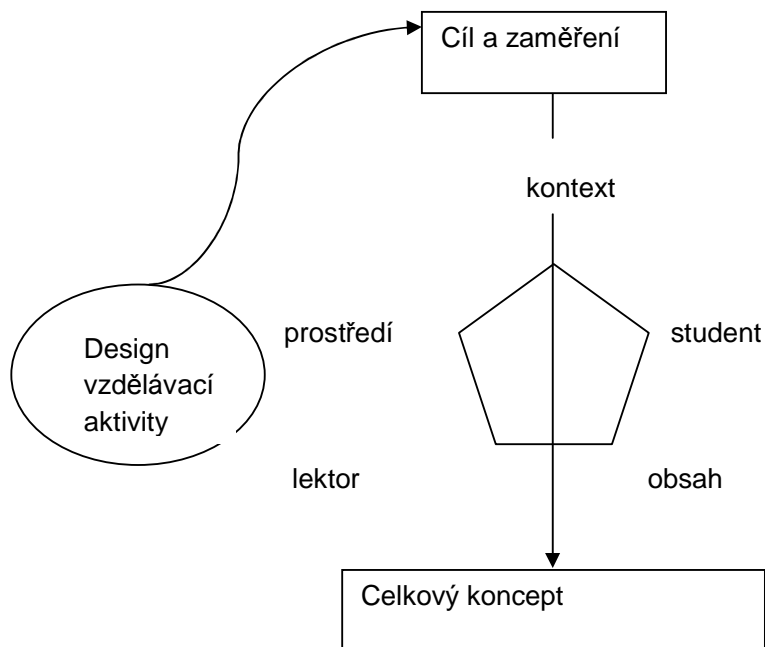 Cíl a zaměření
kontext
prostředí
student
Design
vzdělávací
aktivity
lektor
obsah
Celkový koncept